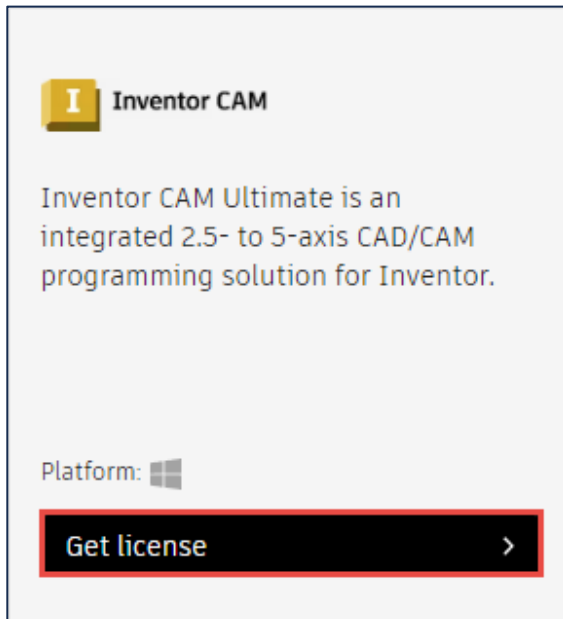 I Inventor CAM
Inventor CAM Ultimate is an
integrated 2.5- to 5-axis CAD/CAM
programming solution for Inventor.
Platform:
Get license